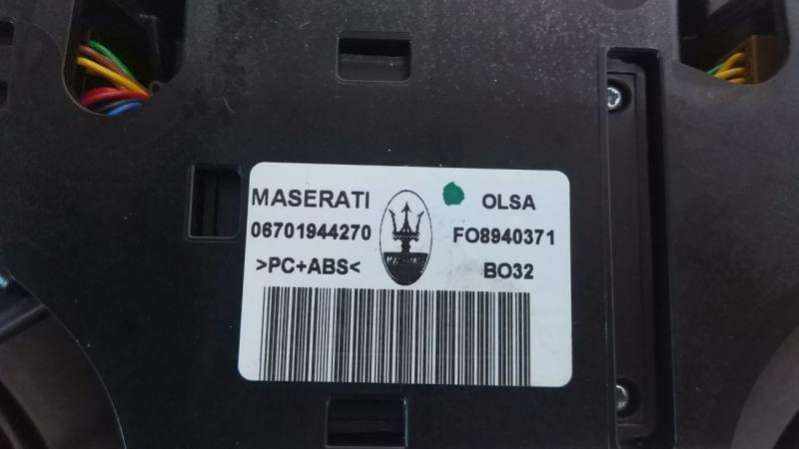 MASERATI OLSA
06701944270 FO8940371
>PC+ABS< BO32